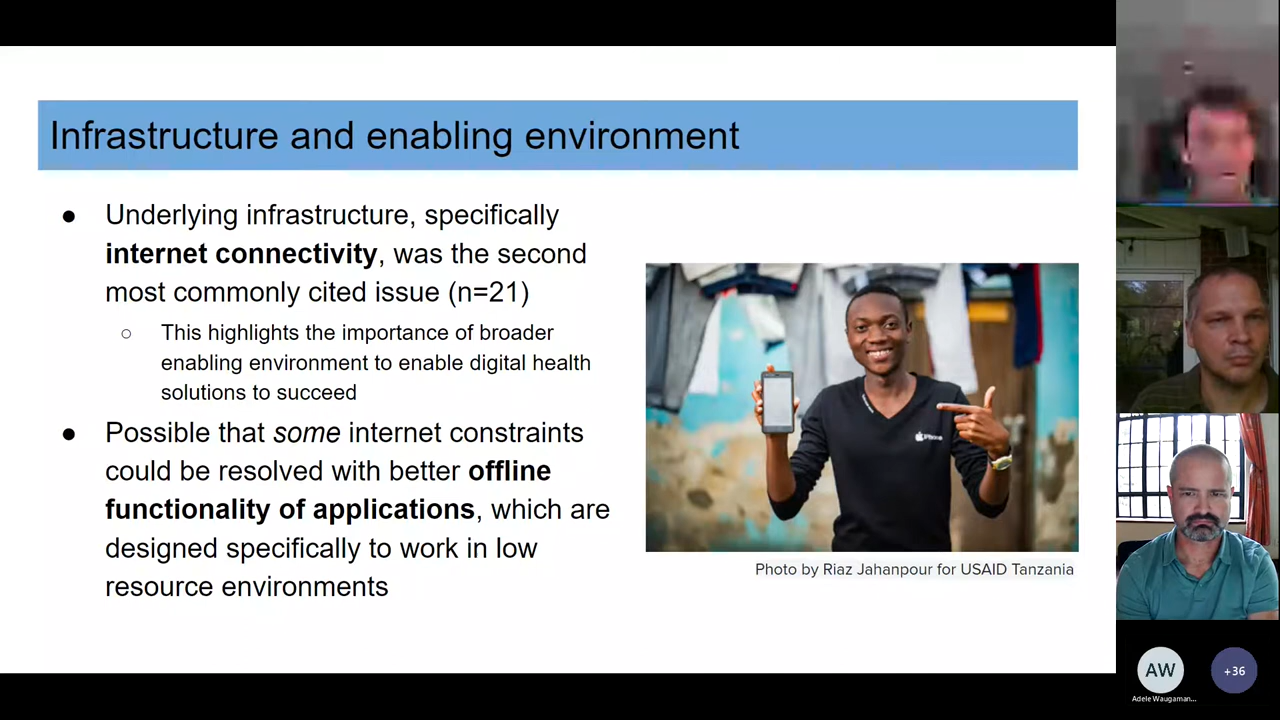 Infrastructure and enabling environment
● Underlying infrastructure, specifically
internet connectivity, was the second
most commonly cited issue (n=21)
○ This highlights the importance of broader
enabling environment to enable digital health
solutions to succeed
● Possible that some internet constraints
could be resolved with better offline
functionality of applications, which are
designed specifically to work in low
resource environments
iPhone
Photo by Riaz Jahanpour for USAID Tanzania
AW
Adele Waugaman...
+36